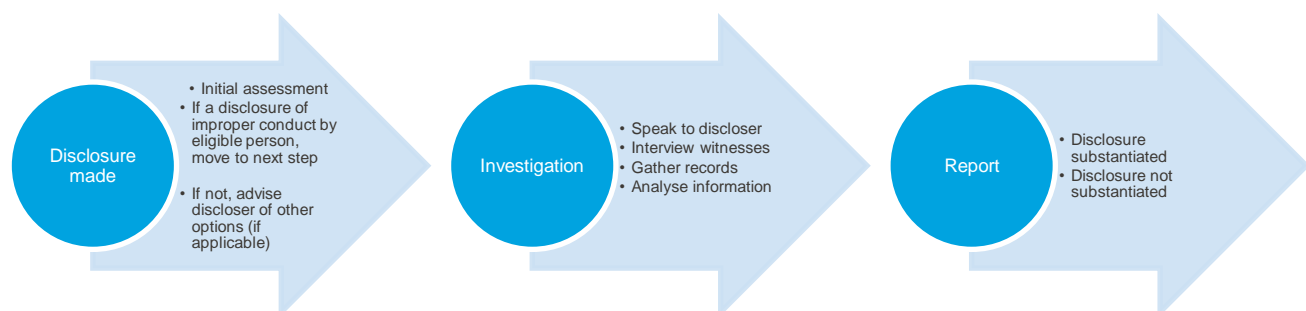 Disclosure
made
• Initial assessment
• If a disclosure of
improper conduct by
eligible person,
move to next step
• If not, advise
discloser of other
options (if
applicable)
Investigation
• Speak to discloser
• Interview witnesses
• Gather records
• Analyse information
Report
• Disclosure
substantiated
• Disclosure not
substantiated